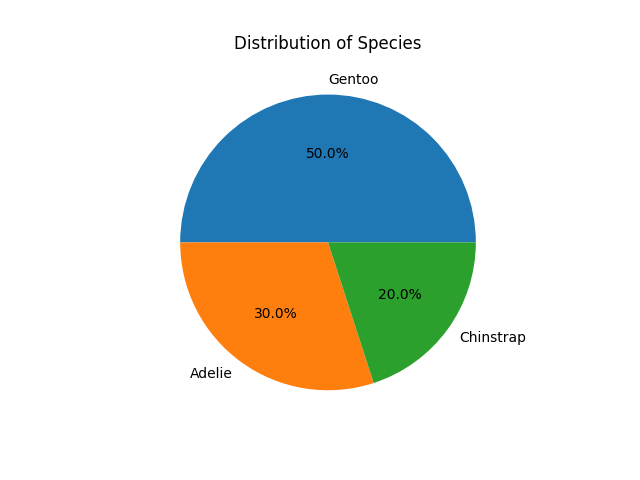 Distribution of Species
Gentoo
50.0%
30.0%
20.0%
Adelie
Chinstrap